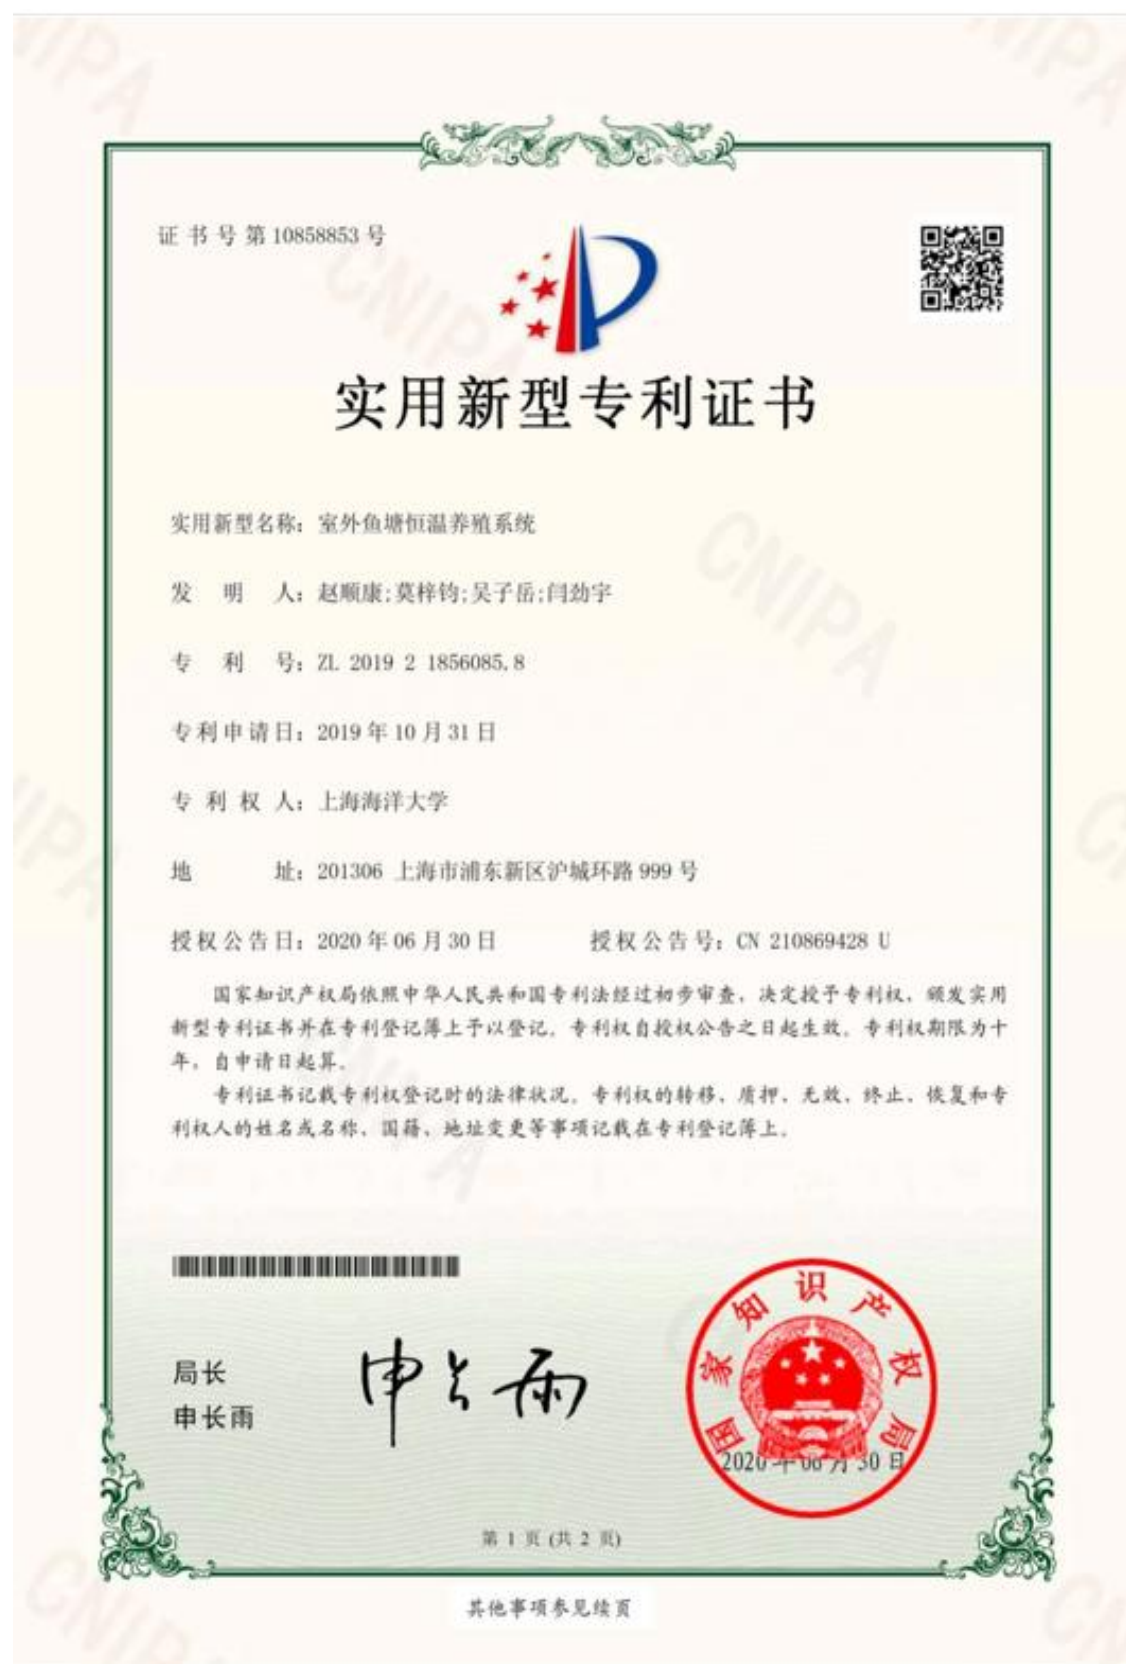 证书号第10858853号
实用新型专利证书
实用新型名称：室外鱼塘恒温养殖系统
发明人：赵顺康;莫梓钧;吴子岳;闫劲宇
专利号：ZL 2019 2 1856085.8
专利申请日：2019年10月31日
专利权人：上海海洋大学
地址：201306 上海市浦东新区沪城环路999号
授权公告日：2020年06月30日 授权公告号：CN 210869428 U
国家知识产权局依照中华人民共和国专利法经过初步审查，决定授予专利权，颁发实用
新型专利证书并在专利登记簿上予以登记。专利权自授权公告之日起生效。专利权期限为十
年，自申请日起算。
专利证书记载专利权登记时的法律状况。专利权的转移、质押、无效、终止、恢复和专
利权人的姓名或名称、国籍、地址变更等事项记载在专利登记簿上。
局长
申长雨
申长雨
国家知识产权局
2020年06月30日
第 1 页 (共 2 页)
其他事项参见续页
CNIPA
CNIPA
CNIPA